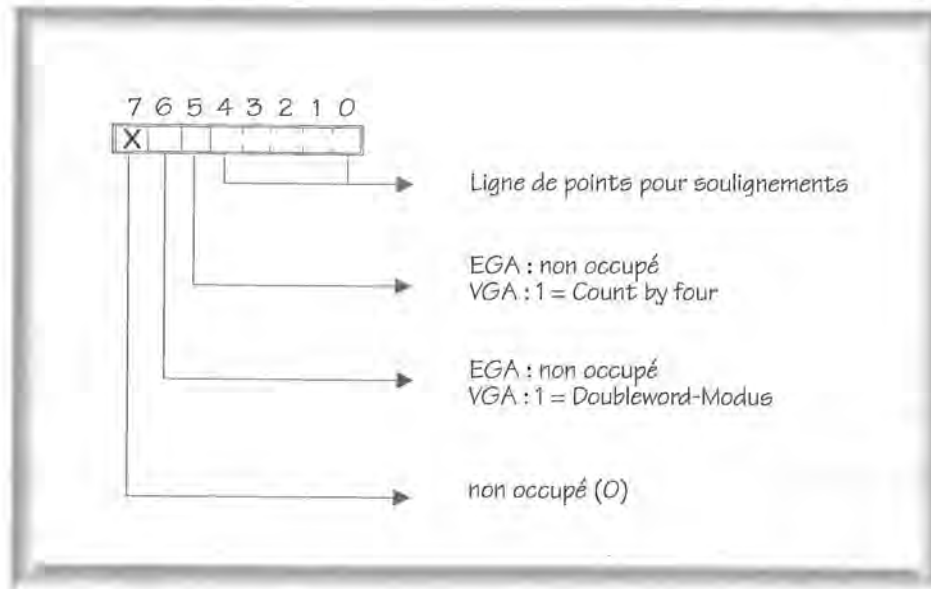 7 6 5 4 3 2 1 0
X
Ligne de points pour soulignements
EGA : non occupé
VGA : 1 = Count by four
EGA : non occupé
VGA : 1 = Doubleword-Modus
non occupé (0)